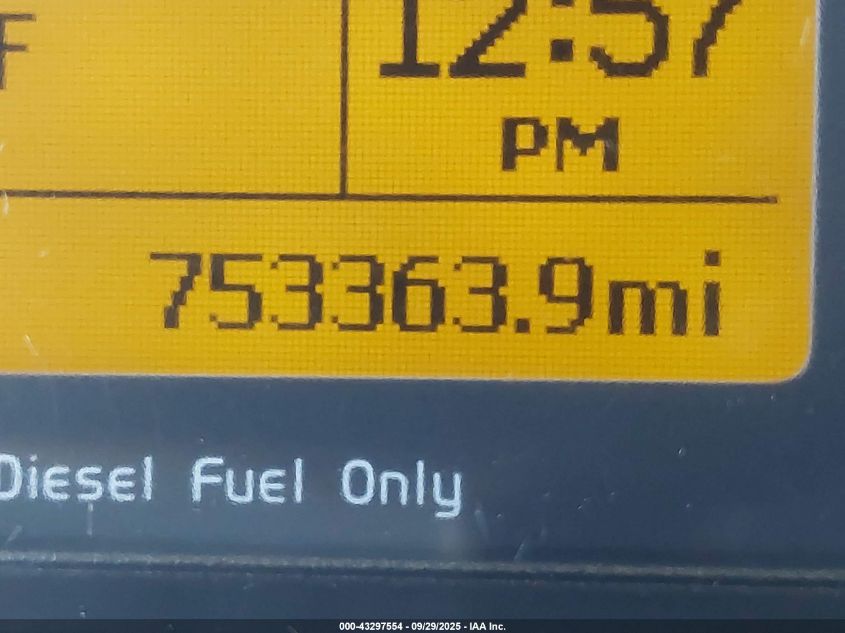 F
12:57
PM
753363.9mi
Diesel Fuel Only
000-43297554 - 09/29/2025 - IAA Inc.